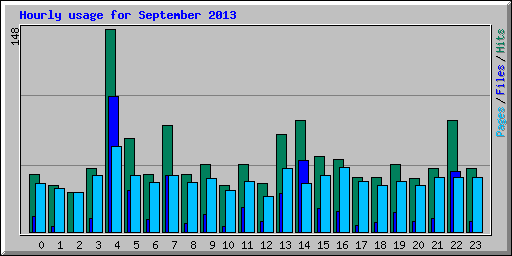 Hourly usage for September 2013
148
Pages/Files/Hits
0 1 2 3 4 5 6 7 8 9 10 11 12 13 14 15 16 17 18 19 20 21 22 23